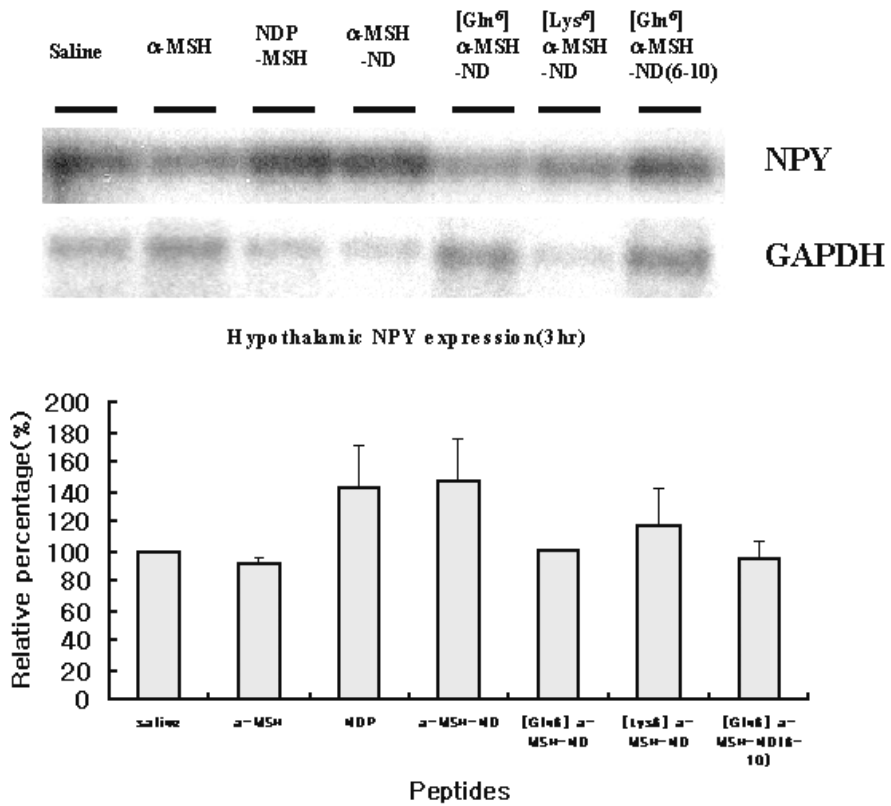 Saline
α-MSH
NDP
-MSH
α-MSH
-ND
[Gln⁶]
α-MSH
-ND
[Lys⁶]
α-MSH
-ND
[Gln⁶]
α-MSH
-ND(6-10)
NPY
GAPDH
Hypothalamic NPY expression(3hr)
Relative percentage(%)
200
180
160
140
120
100
80
60
40
20
0
saline
a-MSH
NDP
a-MSH-ND
[Gln6] a-
MSH-ND
[Lys6] a-
MSH-ND
[Gln6] a-
MSH-ND(6-
10)
Peptides